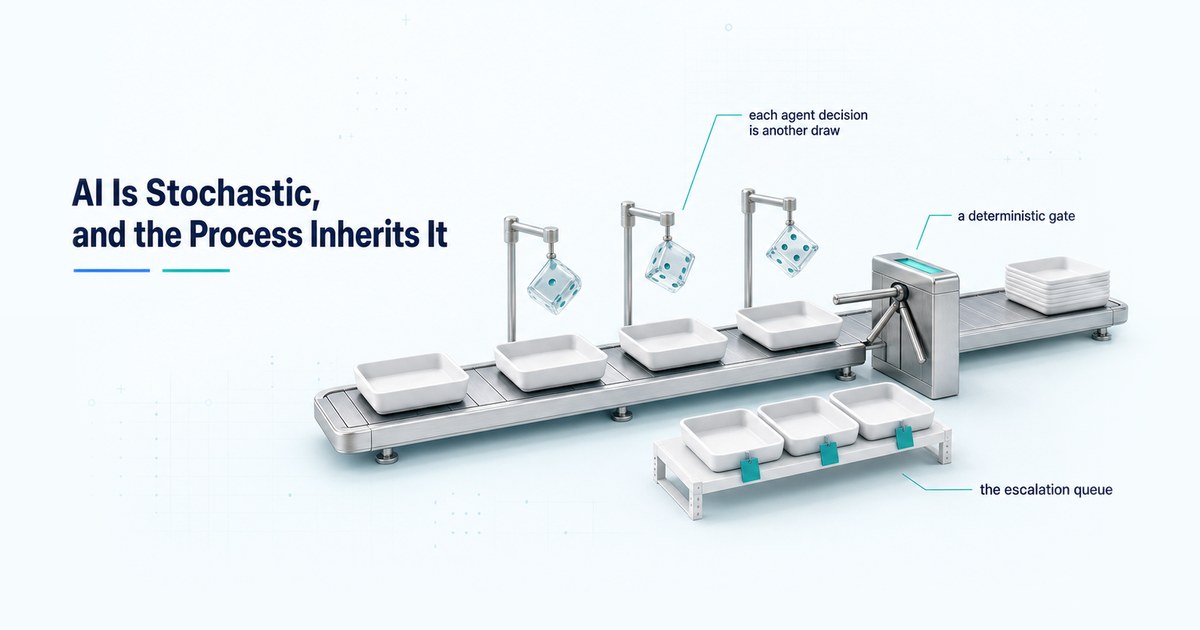 AI Is Stochastic,
and the Process Inherits It
each agent decision
is another draw
a deterministic gate
the escalation queue